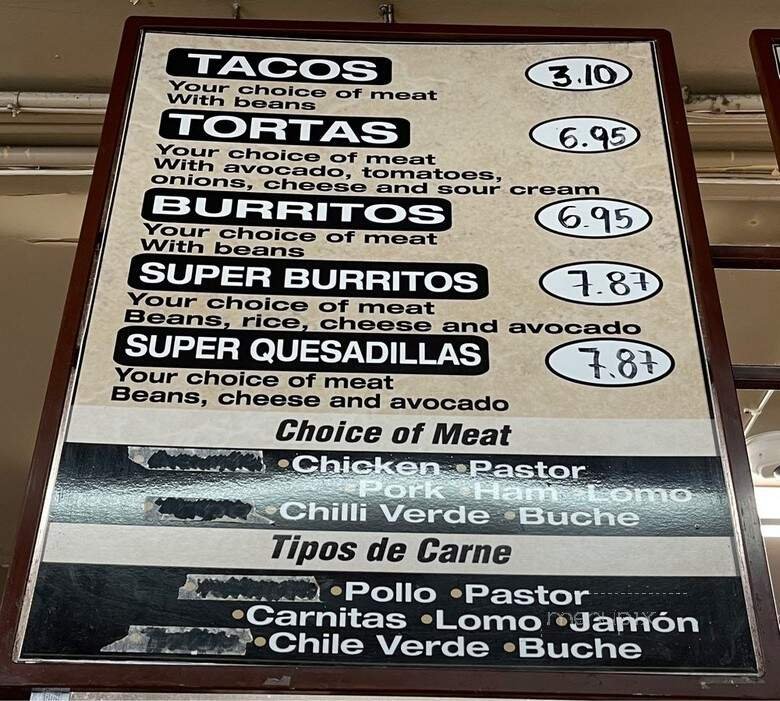 TACOS 3.10
Your choice of meat
With beans
TORTAS 6.95
Your choice of meat
With avocado, tomatoes,
onions, cheese and sour cream
BURRITOS 6.95
Your choice of meat
With beans
SUPER BURRITOS 7.87
Your choice of meat
Beans, rice, cheese and avocado
SUPER QUESADILLAS 7.87
Your choice of meat
Beans, cheese and avocado
Choice of Meat
•Chicken •Pastor
•Pork •Ham •Lomo
•Chilli Verde •Buche
Tipos de Carne
•Pollo •Pastor
•Carnitas •Lomo •Jamón
•Chile Verde •Buche
menupix